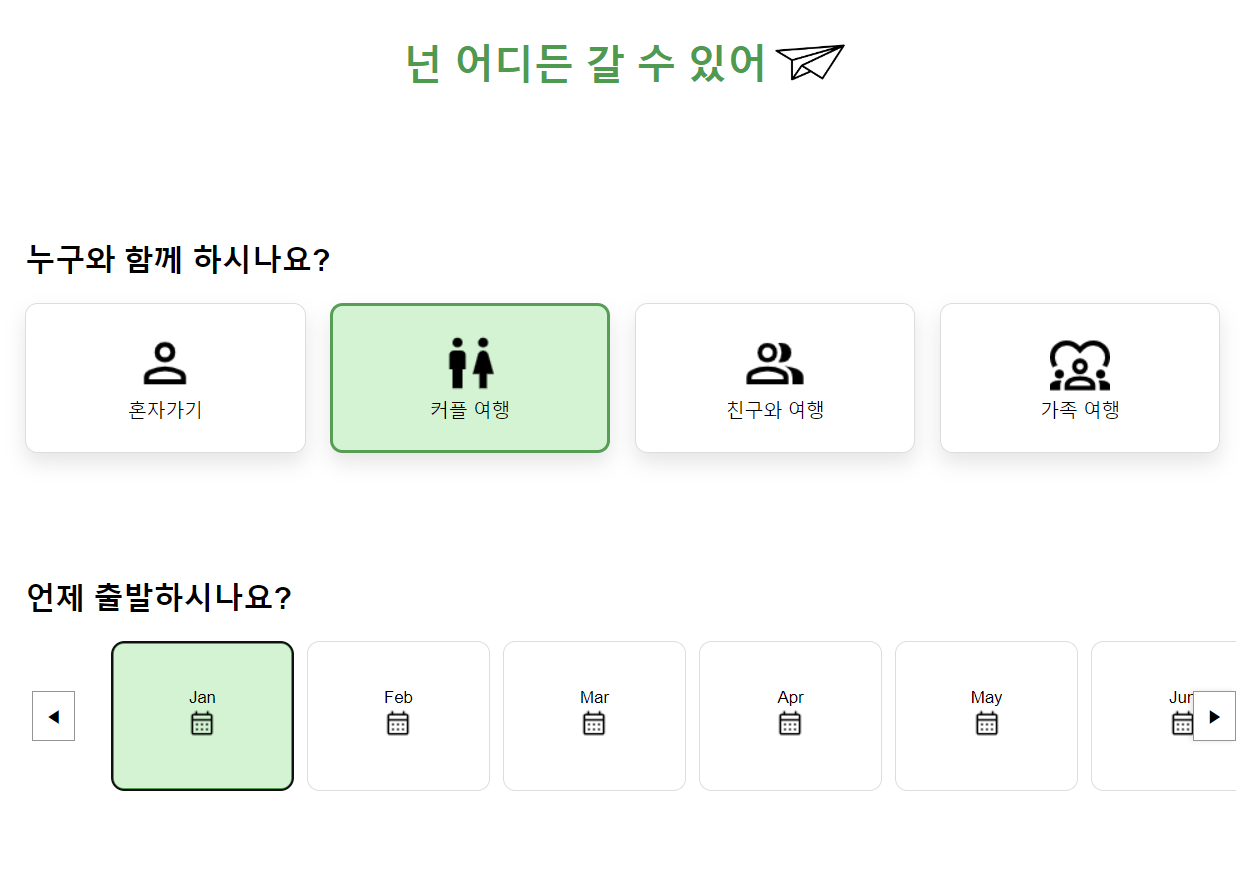 넌 어디든 갈 수 있어
누구와 함께 하시나요?
혼자가기
커플 여행
친구와 여행
가족 여행
언제 출발하시나요?
Jan
Feb
Mar
Apr
May